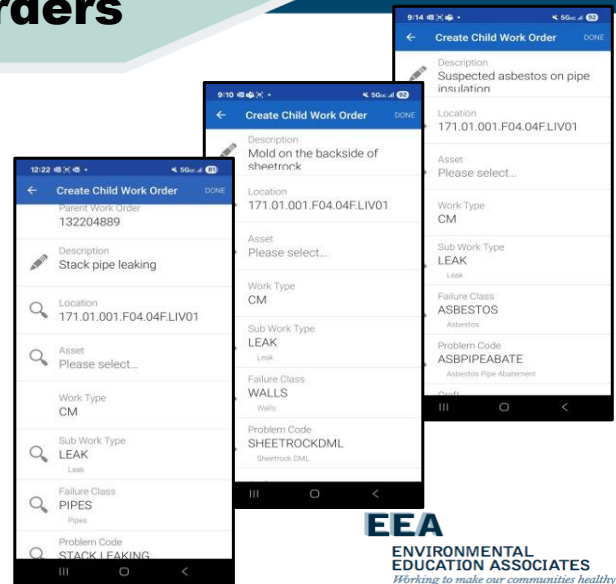 rders
12:22
5G
81
Create Child Work Order
DONE
Parent Work Order
132204889
Description
Stack pipe leaking
Location
171.01.001.F04.04F.LIV01
Asset
Please select...
Work Type
CM
Sub Work Type
LEAK
Leak
Failure Class
PIPES
Pipes
Problem Code
STACK LEAKING
9:10
5G
92
Create Child Work Order
DONE
Description
Mold on the backside of
sheetrock
Location
171.01.001.F04.04F.LIV01
Asset
Please select...
Work Type
CM
Sub Work Type
LEAK
Leak
Failure Class
WALLS
Walls
Problem Code
SHEETROCKDML
Sheetrock DML
9:14
5G
92
Create Child Work Order
DONE
Description
Suspected asbestos on pipe
insulation
Location
171.01.001.F04.04F.LIV01
Asset
Please select...
Work Type
CM
Sub Work Type
LEAK
Leak
Failure Class
ASBESTOS
Asbestos
Problem Code
ASBPIPEABATE
Asbestos Pipe Abatement
Craft
EEA
ENVIRONMENTAL
EDUCATION ASSOCIATES
Working to make our communities healthy